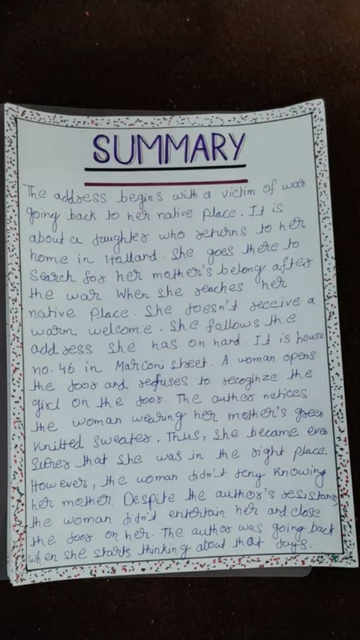 SUMMARY
The address begins with a victim of war
going back to her native place. It is
about a daughter who returns to her
home in Holland. She goes there to
search for her mother's belong after
the war. When she reaches her
native place. She doesn't receive a
warm welcome. She follows the
address she has on hand. It is house
no. 46 in Marconi Street. A woman opens
the door and refuses to recognize the
girl on the door. The author notices
the woman wearing her mother's green
knitted sweater. Thus, she became even
surer that she was in the right place.
However, the woman didn't deny knowing
her mother. Despite the author's resistance
the woman didn't entertain her and close
the door on her. The author was going back
when she starts thinking about that days.